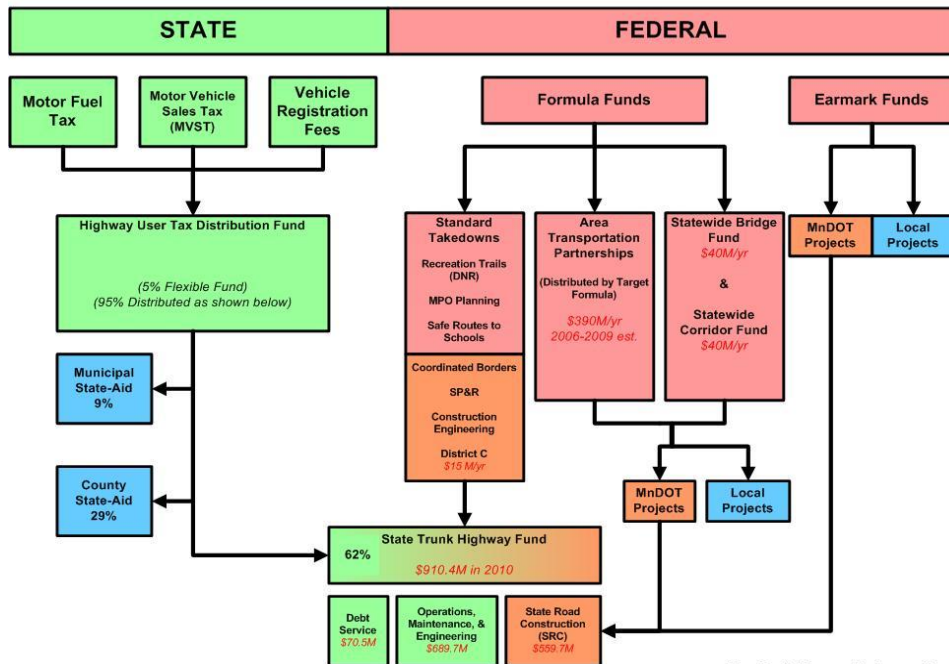 STATE
FEDERAL
Motor Fuel
Tax
Motor Vehicle
Sales Tax
(MVST)
Vehicle
Registration
Fees
Formula Funds
Earmark Funds
Highway User Tax Distribution Fund
(5% Flexible Fund)
(95% Distributed as shown below)
Standard
Takedowns
Recreation Trails
(DNR)
MPO Planning
Safe Routes to
Schools
Coordinated Borders
SP&R
Construction
Engineering
District C
$15 M/yr
Area
Transportation
Partnerships
(Distributed by Target
Formula)
$390M/yr
2006-2009 est.
Statewide Bridge
Fund
$40M/yr
&
Statewide
Corridor Fund
$40M/yr
MnDOT
Projects
Local
Projects
Municipal
State-Aid
9%
County
State-Aid
29%
MnDOT
Projects
Local
Projects
62%
State Trunk Highway Fund
$910.4M in 2010
Debt
Service
$70.5M
Operations,
Maintenance, &
Engineering
$689.7M
State Road
Construction
(SRC)
$559.7M